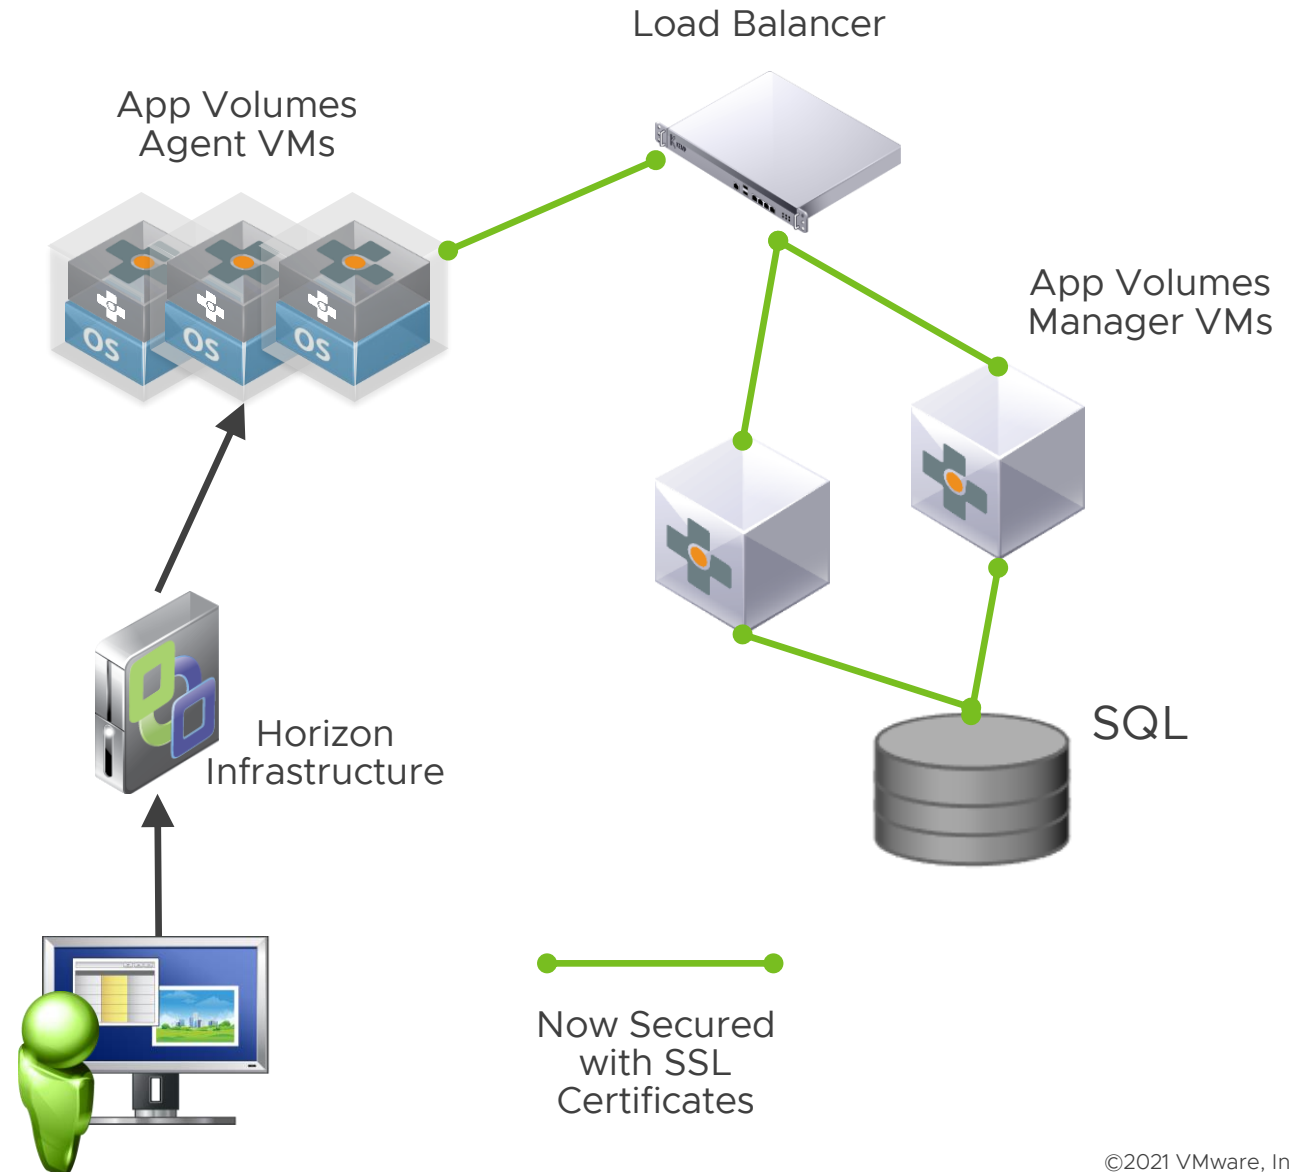 Load Balancer
App Volumes
Agent VMs
App Volumes
Manager VMs
OS
OS
OS
SQL
Horizon
Infrastructure
Now Secured
with SSL
Certificates
©2021 VMware, In